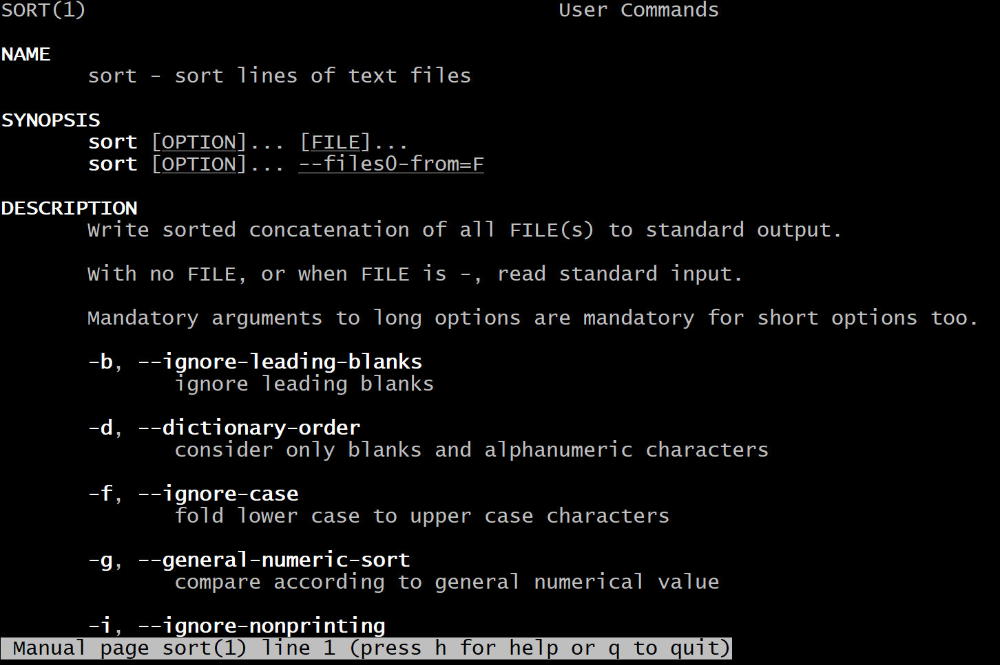 SORT(1) User Commands
NAME
sort - sort lines of text files
SYNOPSIS
sort [OPTION]... [FILE]...
sort [OPTION]... --files0-from=F
DESCRIPTION
Write sorted concatenation of all FILE(s) to standard output.
With no FILE, or when FILE is -, read standard input.
Mandatory arguments to long options are mandatory for short options too.
-b, --ignore-leading-blanks
ignore leading blanks
-d, --dictionary-order
consider only blanks and alphanumeric characters
-f, --ignore-case
fold lower case to upper case characters
-g, --general-numeric-sort
compare according to general numerical value
-i, --ignore-nonprinting
Manual page sort(1) line 1 (press h for help or q to quit)